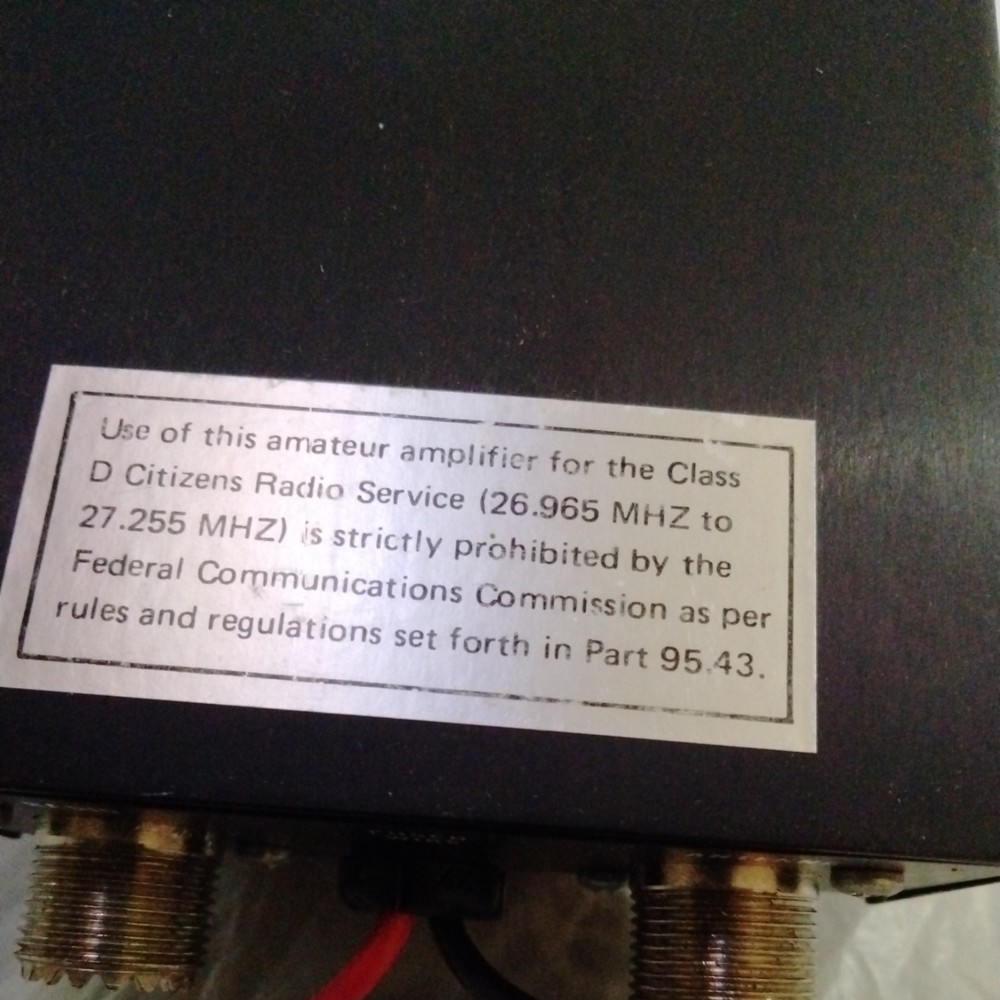 Use of this amateur amplifier for the Class
D Citizens Radio Service (26.965 MHZ to
27.255 MHZ) is strictly prohibited by the
Federal Communications Commission as per
rules and regulations set forth in Part 95.43.